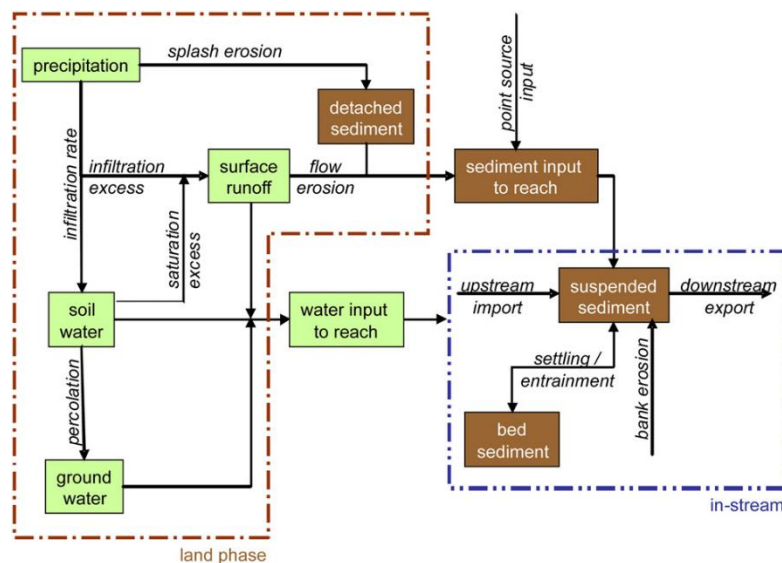 splash erosion
precipitation
detached
sediment
point source
input
infiltration rate
infiltration
excess
surface
runoff
flow
erosion
sediment input
to reach
saturation
excess
soil
water
water input
to reach
upstream
import
suspended
sediment
downstream
export
settling /
entrainment
bank erosion
percolation
bed
sediment
ground
water
in-stream
land phase